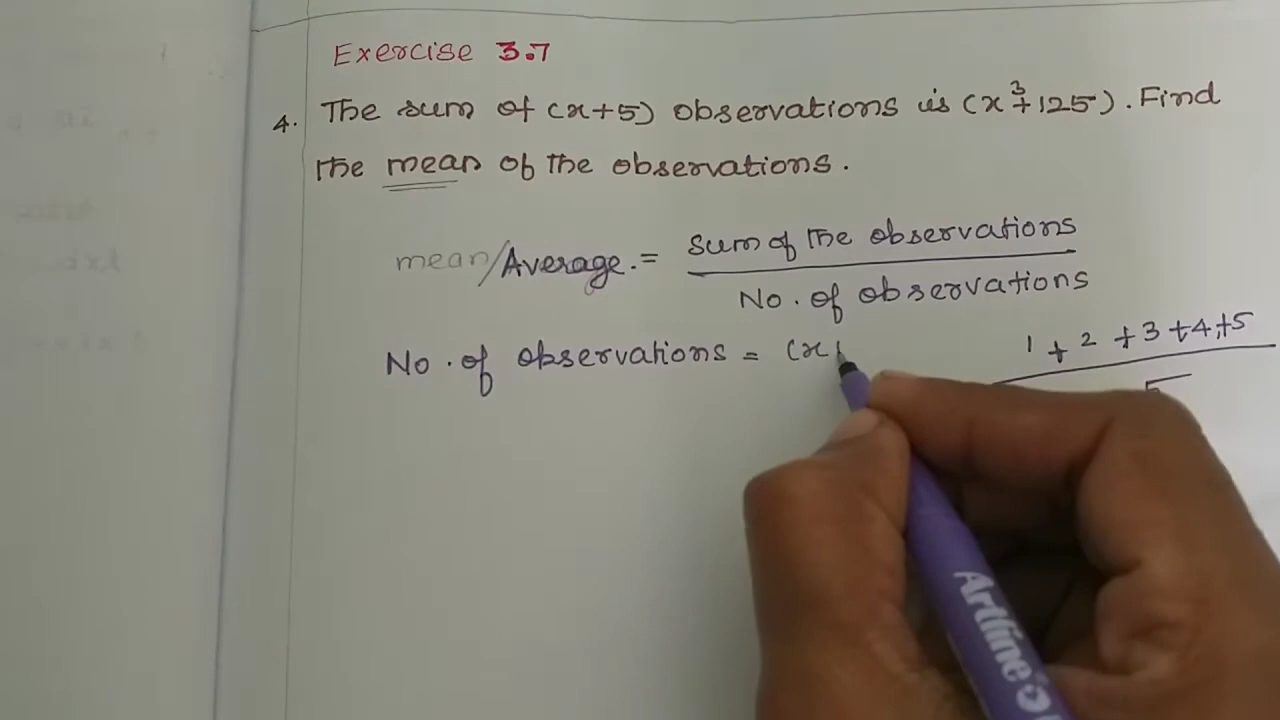 Exercise 3.7
4. The sum of (x+5) observations is (x³+125). Find
the mean of the observations.
mean/Average. = sum of the observations
No. of observations
No. of observations = (x
1 + 2 + 3 + 4 + 5
5
Artline